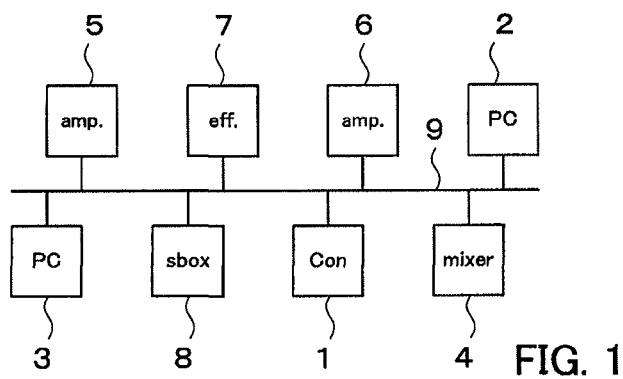 5 7 6 2
amp. eff. amp. PC
9
PC sbox Con mixer
3 8 1 4
FIG. 1